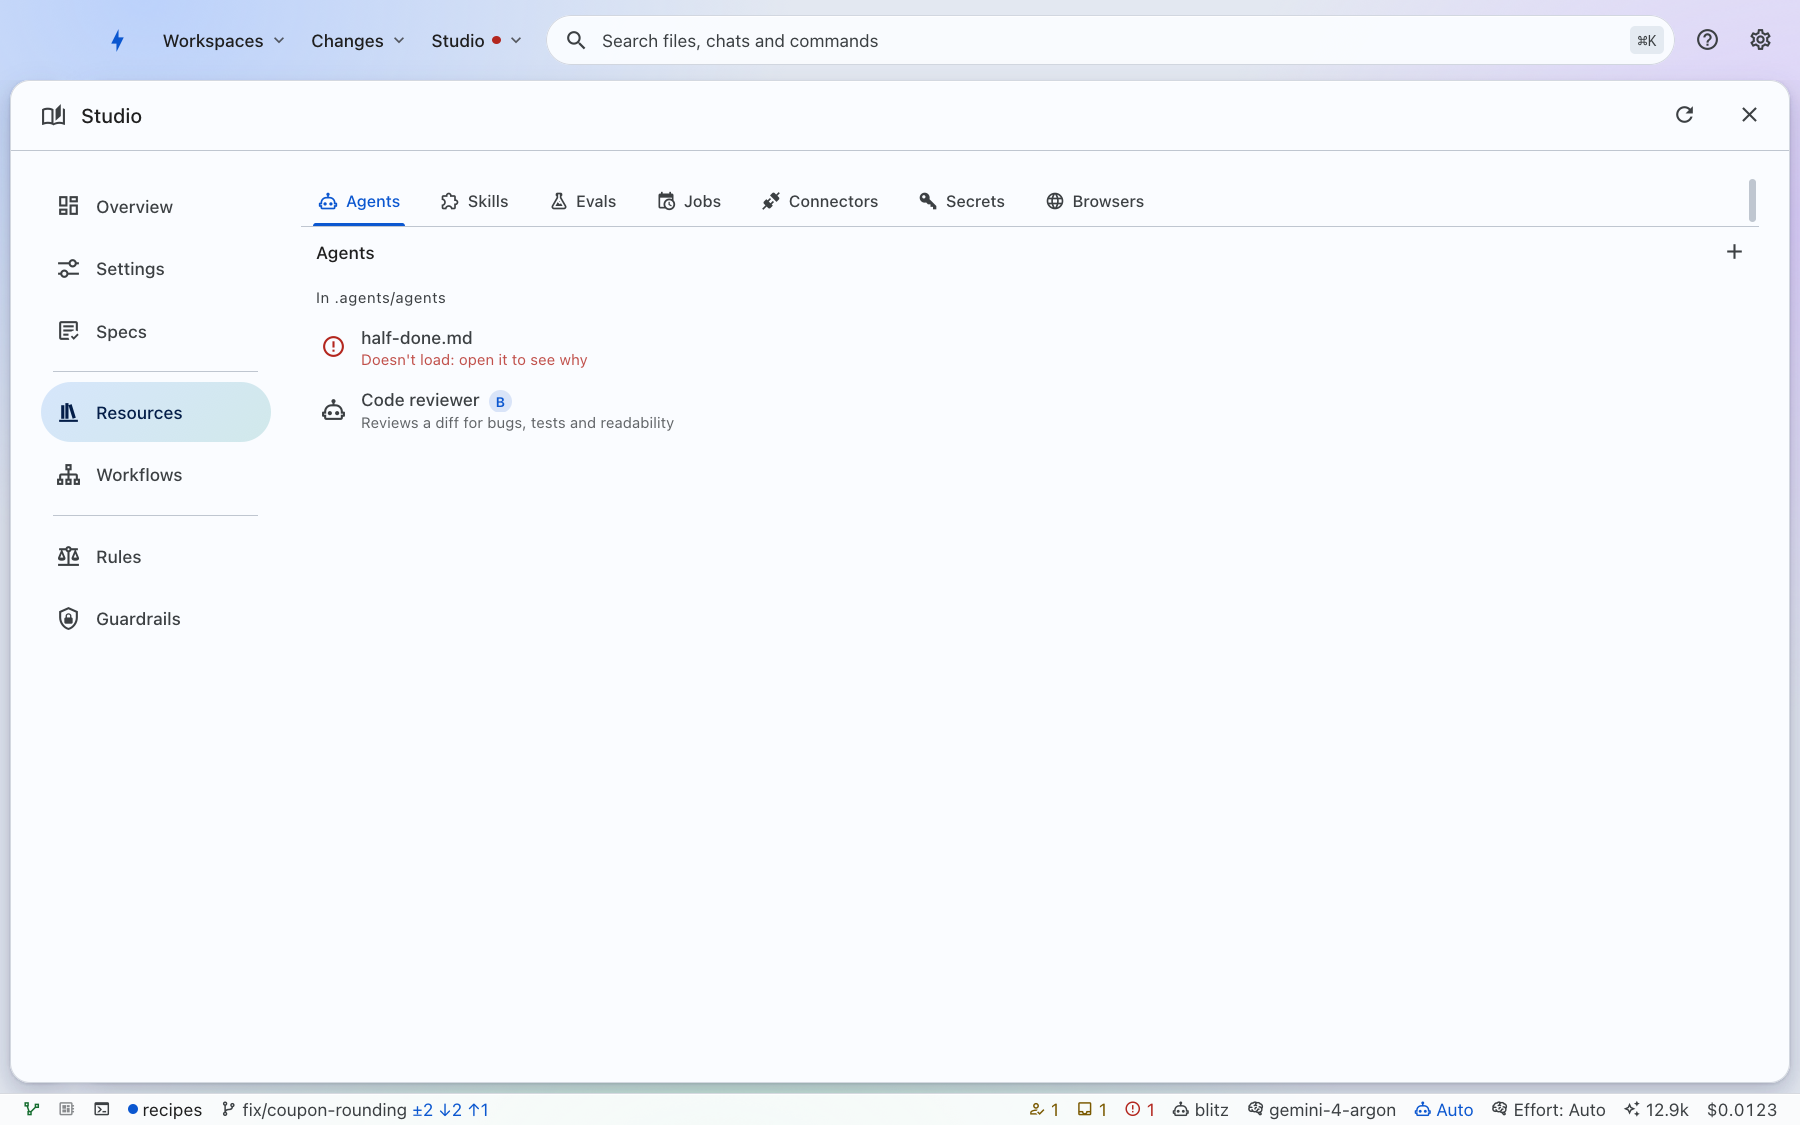 Workspaces Changes Studio Search files, chats and commands ⌘K
Studio
Overview
Settings
Specs
Resources
Workflows
Rules
Guardrails
Agents Skills Evals Jobs Connectors Secrets Browsers
Agents
In .agents/agents
half-done.md
Doesn't load: open it to see why
Code reviewer B
Reviews a diff for bugs, tests and readability
recipes fix/coupon-rounding ±2 ↓2 ↑1 1 1 1 blitz gemini-4-argon Auto Effort: Auto 12.9k $0.0123